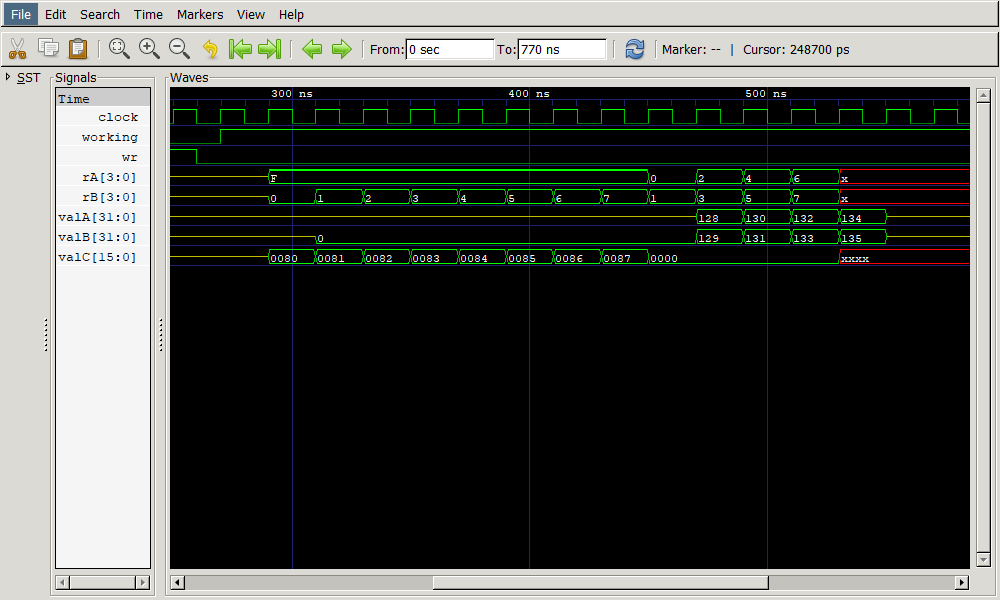 File Edit Search Time Markers View Help
From: 0 sec To: 770 ns Marker: -- | Cursor: 248700 ps
SST Signals Waves
Time 300 ns 400 ns 500 ns
clock
working
wr
rA[3:0] F 0 2 4 6 x
rB[3:0] 0 1 2 3 4 5 6 7 1 3 5 7 x
valA[31:0] 128 130 132 134
valB[31:0] 0 129 131 133 135
valC[15:0] 0080 0081 0082 0083 0084 0085 0086 0087 0000 xxxx